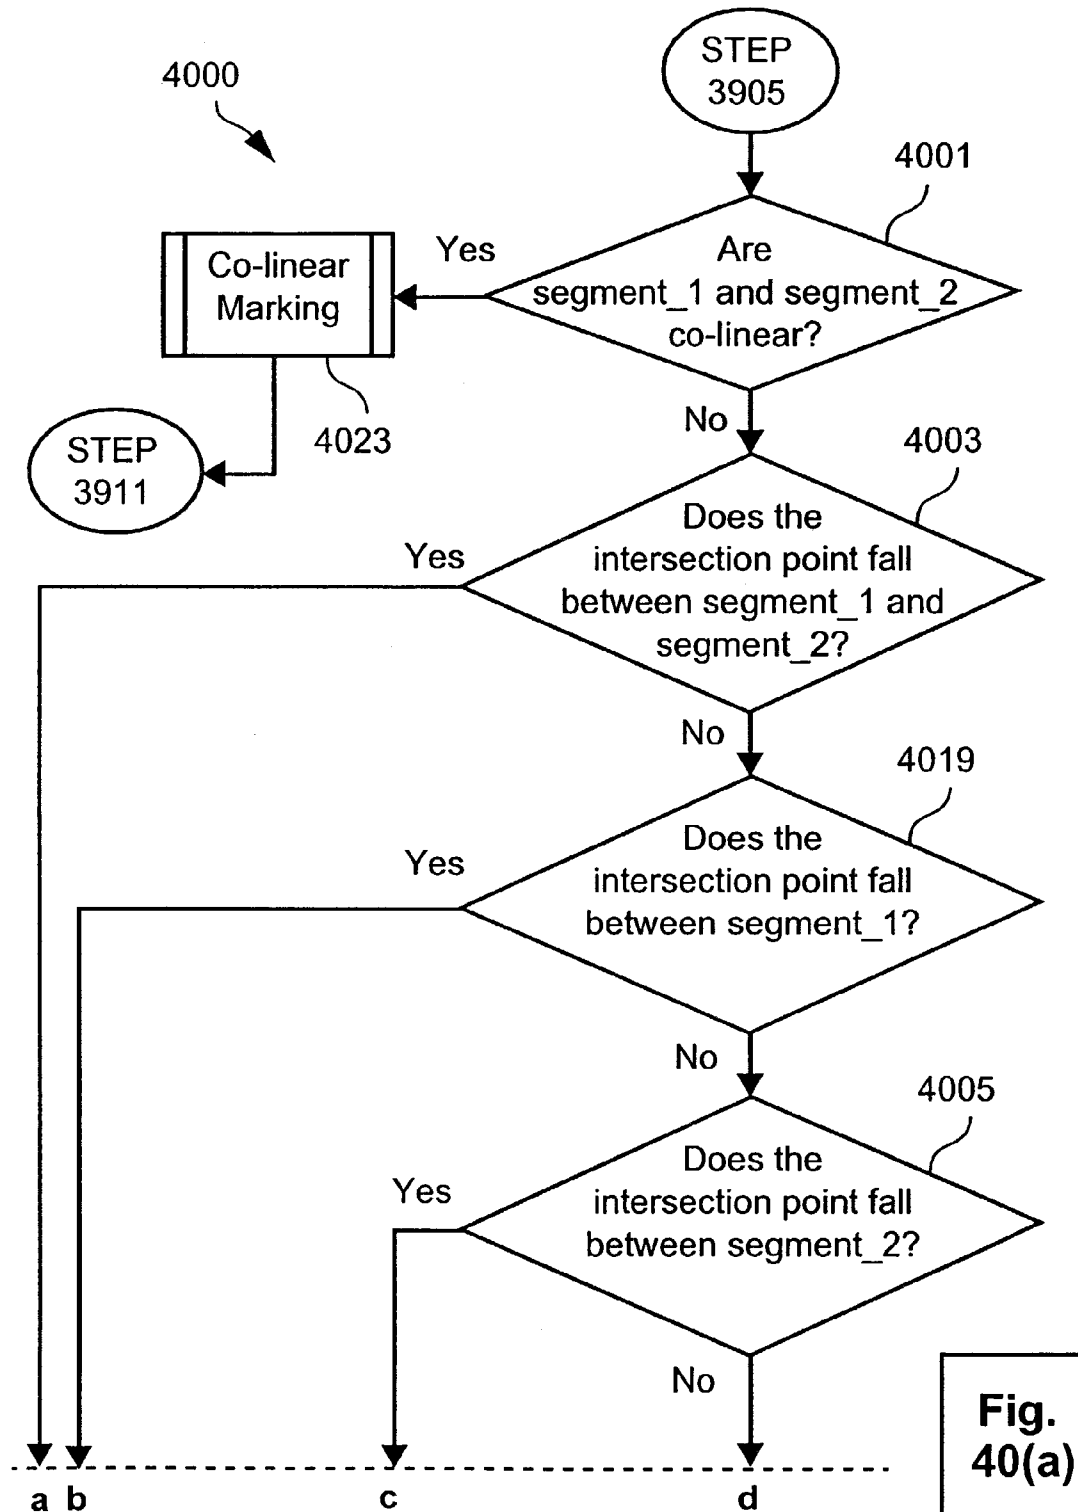 STEP
3905
4000
4001
Yes
Are
segment_1 and segment_2
co-linear?
Co-linear
Marking
No
4023
4003
STEP
3911
Does the
intersection point fall
between segment_1 and
segment_2?
Yes
No
4019
Does the
intersection point fall
between segment_1?
Yes
No
4005
Does the
intersection point fall
between segment_2?
Yes
No
Fig.
40(a)
a b c d